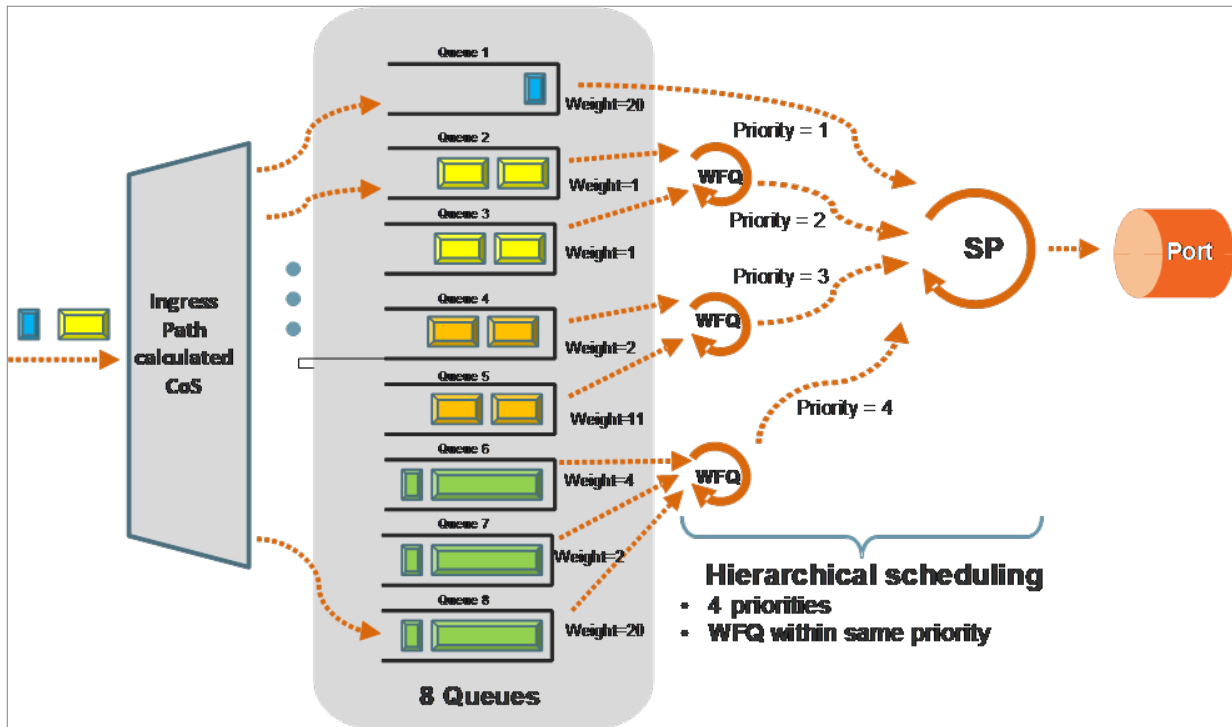 Ingress
Path
calculated
CoS
Queue 1
Weight=20
Queue 2
Weight=1
Queue 3
Weight=1
Queue 4
Weight=2
Queue 5
Weight=11
Queue 6
Weight=4
Queue 7
Weight=2
Queue 8
Weight=20
8 Queues
WFQ
WFQ
WFQ
Priority = 1
Priority = 2
Priority = 3
Priority = 4
SP
Port
Hierarchical scheduling
• 4 priorities
• WFQ within same priority